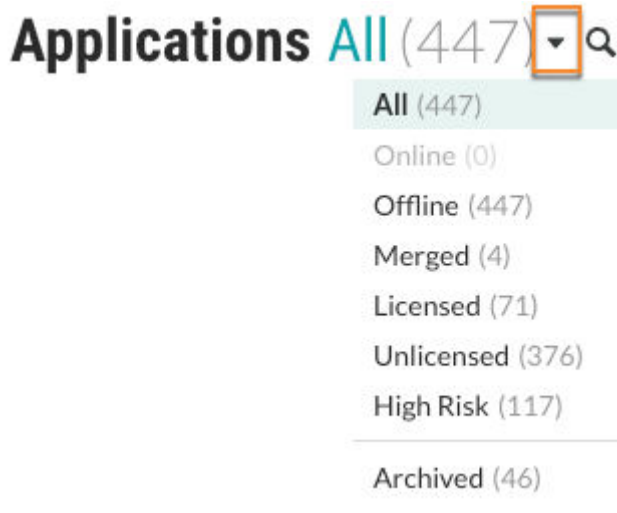 Applications All (447)
All (447)
Online (0)
Offline (447)
Merged (4)
Licensed (71)
Unlicensed (376)
High Risk (117)
Archived (46)